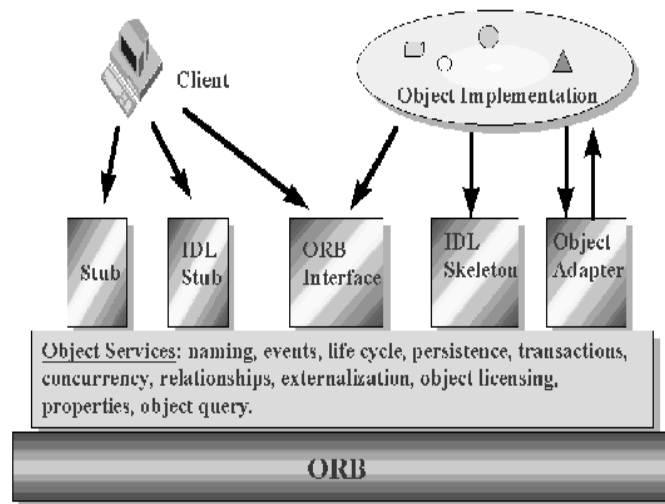 Client
Object Implementation
Stub
IDL
Stub
ORB
Interface
IDL
Skeleton
Object
Adapter
Object Services: naming, events, life cycle, persistence, transactions,
concurrency, relationships, externalization, object licensing,
properties, object query.
ORB